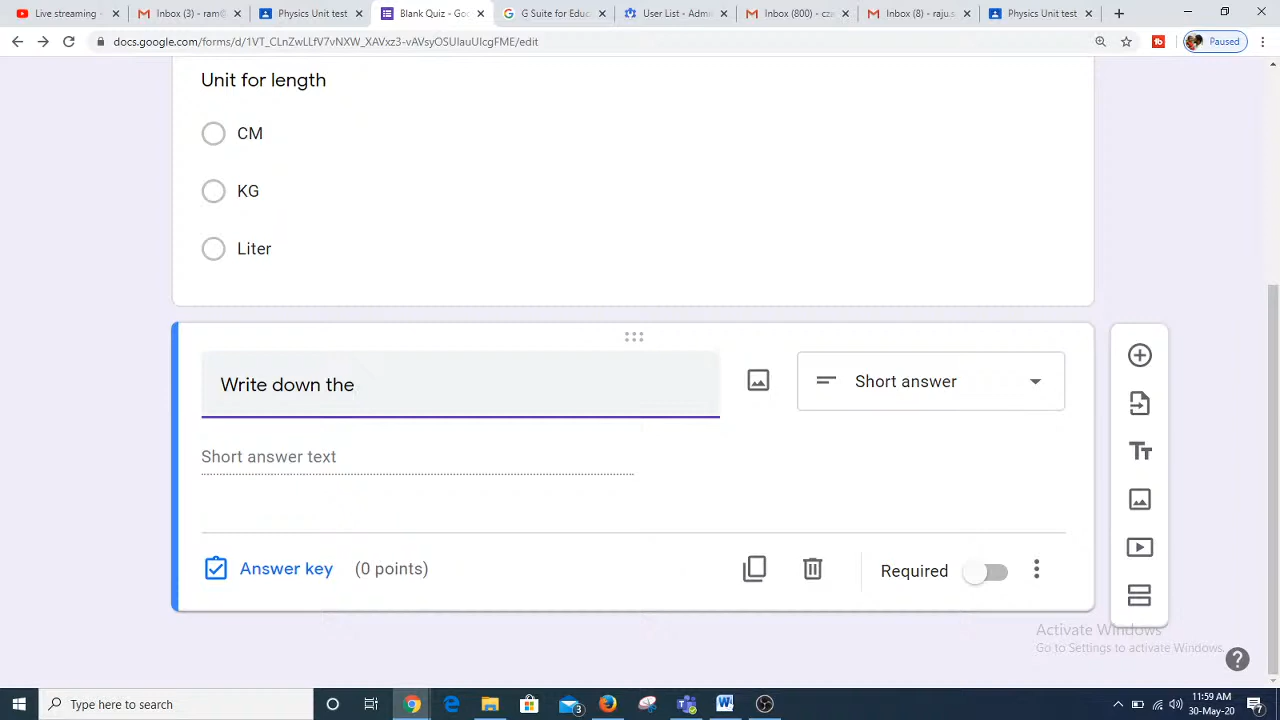 Live streaming -
Inbox (3) - ram@
Physics Unit test
Blank Quiz - Goo
G Suite for Educ
User List - Admi
Inbox (800) - cz
Inbox (8) - raju.s
Physics Unit test
docs.google.com/forms/d/
/edit
Paused
Unit for length
CM
KG
Liter
Write down the
Short answer
Short answer text
Answer key (0 points)
Required
Activate Windows
Go to Settings to activate Windows.
Type here to search
11:59 AM
30-May-20